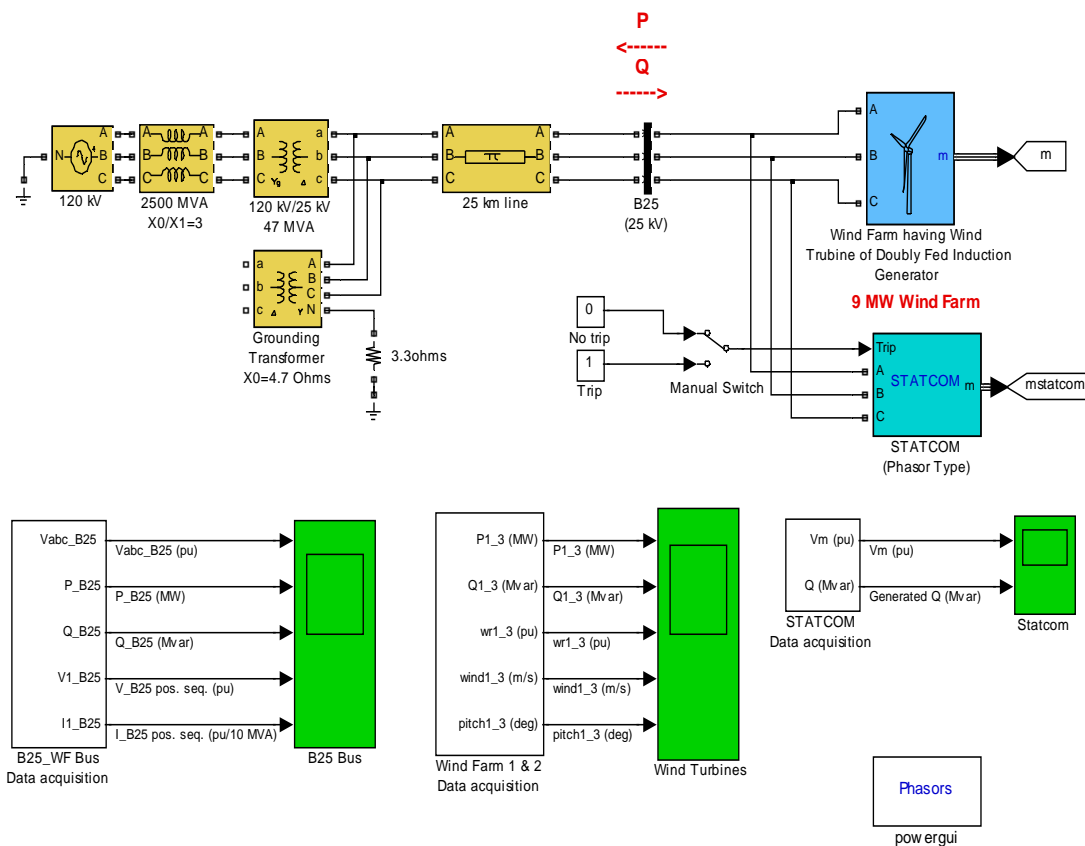 P
Q
N
120 kV
A
B
C
A
B
C
A
B
C
2500 MVA
X0/X1=3
A
B
C
Yg
Δ
a
b
c
120 kV/25 kV
47 MVA
A
B
C
π
A
B
C
25 km line
B25
(25 kV)
A
B
C
m
m
Wind Farm having Wind
Trubine of Doubly Fed Induction
Generator
9 MW Wind Farm
a
b
c
Δ
Y
A
B
C
N
Grounding
Transformer
X0=4.7 Ohms
3.3ohms
0
No trip
1
Trip
Manual Switch
Trip
A
B
C
STATCOM
m
mstatcom
STATCOM
(Phasor Type)
Vabc_B25
P_B25
Q_B25
V1_B25
I1_B25
Vabc_B25 (pu)
P_B25 (MW)
Q_B25 (Mvar)
V_B25 pos. seq. (pu)
I_B25 pos. seq. (pu/10 MVA)
B25_WF Bus
Data acquisition
B25 Bus
P1_3 (MW)
Q1_3 (Mvar)
wr1_3 (pu)
wind1_3 (m/s)
pitch1_3 (deg)
P1_3 (MW)
Q1_3 (Mvar)
wr1_3 (pu)
wind1_3 (m/s)
pitch1_3 (deg)
Wind Farm 1 & 2
Data acquisition
Wind Turbines
Vm (pu)
Q (Mvar)
Vm (pu)
Generated Q (Mvar)
STATCOM
Data acquisition
Statcom
Phasors
powergui